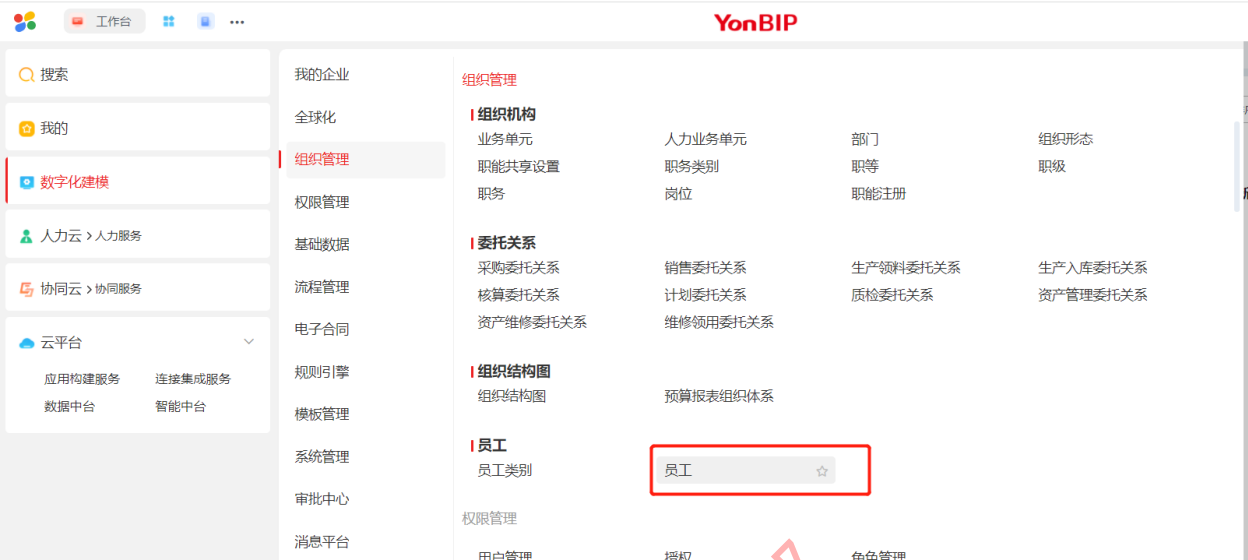 工作台
YonBIP
搜索
我的
数字化建模
人力云 > 人力服务
协同云 > 协同服务
云平台
应用构建服务 连接集成服务
数据中台 智能中台
我的企业
全球化
组织管理
权限管理
基础数据
流程管理
电子合同
规则引擎
模板管理
系统管理
审批中心
消息平台
组织管理
组织机构
业务单元 人力业务单元 部门 组织形态
职能共享设置 职务类别 职等 职级
职务 岗位 职能注册
委托关系
采购委托关系 销售委托关系 生产领料委托关系 生产入库委托关系
核算委托关系 计划委托关系 质检委托关系 资产管理委托关系
资产维修委托关系 维修领用委托关系
组织结构图
组织结构图 预算报表组织体系
员工
员工类别 员工
权限管理
用户管理 授权 角色管理